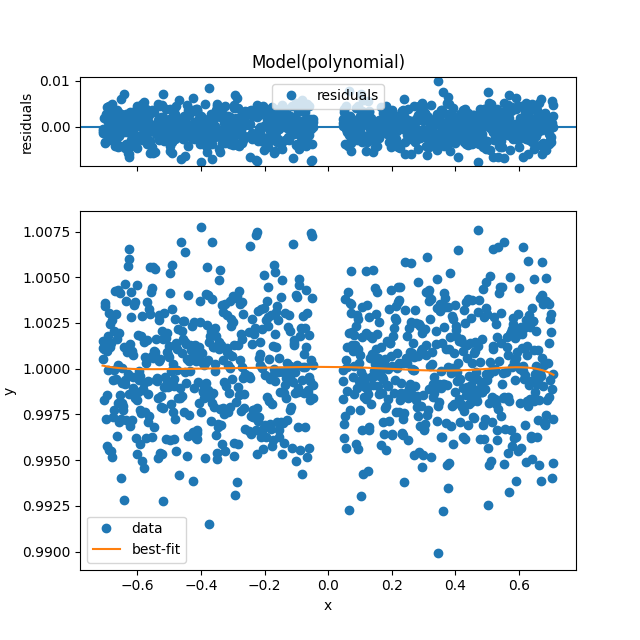 Model(polynomial)
0.01
0.00
residuals
residuals
1.0075
1.0050
1.0025
1.0000
0.9975
0.9950
0.9925
0.9900
y
data
best-fit
−0.6 −0.4 −0.2 0.0 0.2 0.4 0.6
x